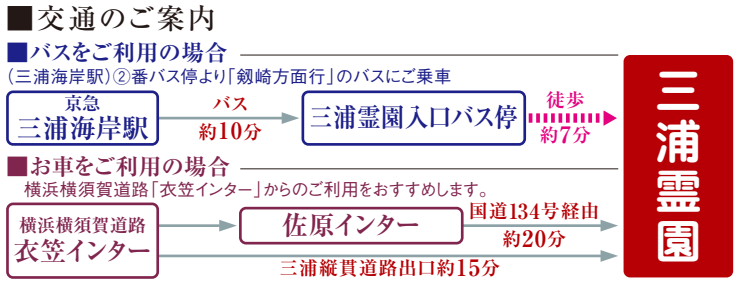 ■交通のご案内
■バスをご利用の場合
(三浦海岸駅)②番バス停より「剱崎方面行」のバスにご乗車
京急
三浦海岸駅
バス
約10分
三浦霊園入口バス停
徒歩
約7分
■お車をご利用の場合
横浜横須賀道路「衣笠インター」からのご利用をおすすめします。
横浜横須賀道路
衣笠インター
佐原インター
国道134号経由
約20分
三浦縦貫道路出口約15分
三浦霊園